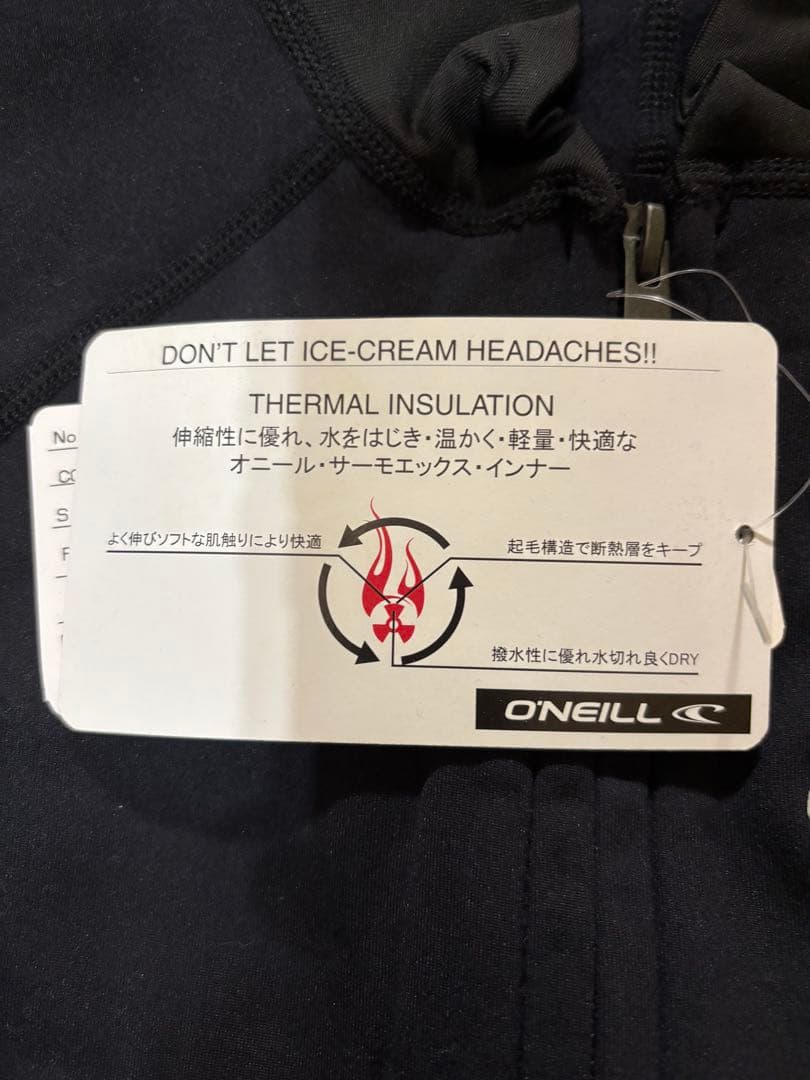 DON'T LET ICE-CREAM HEADACHES!!
THERMAL INSULATION
伸縮性に優れ、水をはじき・温かく・軽量・快適な
オニール・サーモエックス・インナー
よく伸びソフトな肌触りにより快適
起毛構造で断熱層をキープ
撥水性に優れ水切れ良くDRY
O'NEILL
No